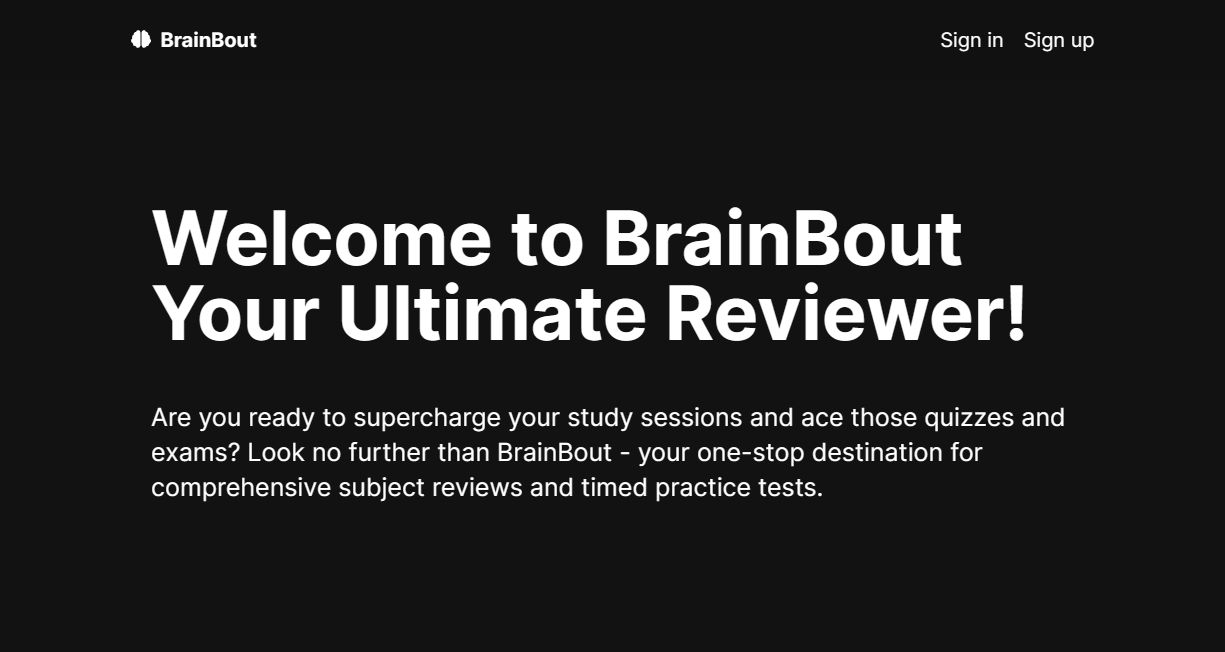 BrainBout
Sign in
Sign up
Welcome to BrainBout
Your Ultimate Reviewer!
Are you ready to supercharge your study sessions and ace those quizzes and
exams? Look no further than BrainBout - your one-stop destination for
comprehensive subject reviews and timed practice tests.